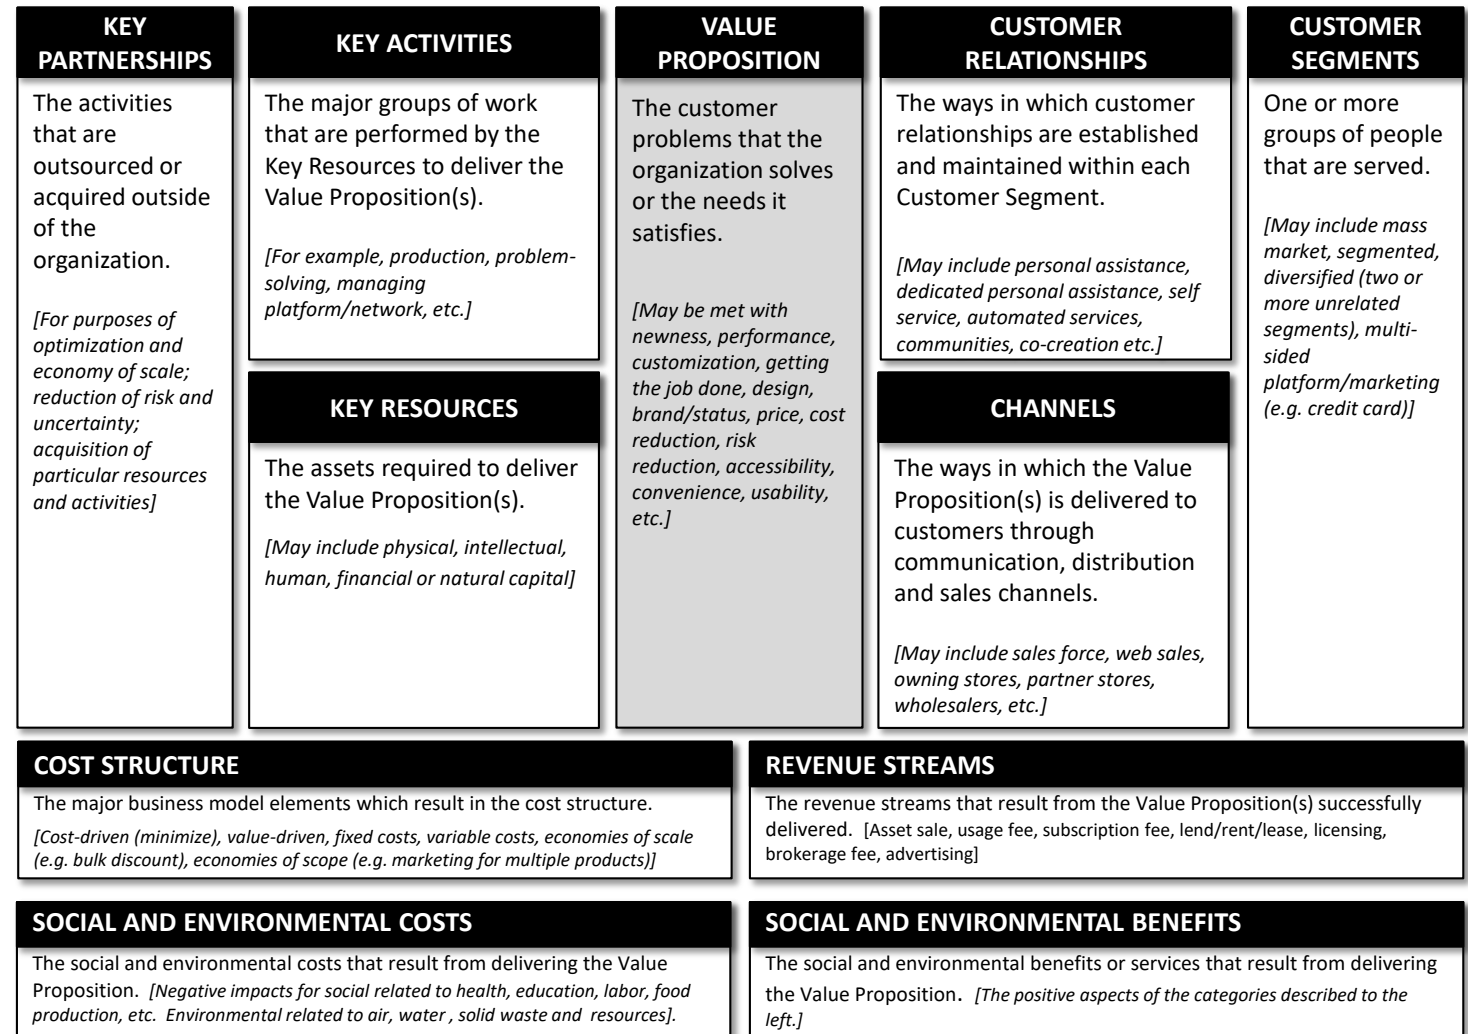 KEY
PARTNERSHIPS
The activities
that are
outsourced or
acquired outside
of the
organization.
[For purposes of
optimization and
economy of scale;
reduction of risk and
uncertainty;
acquisition of
particular resources
and activities]
KEY ACTIVITIES
The major groups of work
that are performed by the
Key Resources to deliver the
Value Proposition(s).
[For example, production, problem-
solving, managing
platform/network, etc.]
KEY RESOURCES
The assets required to deliver
the Value Proposition(s).
[May include physical, intellectual,
human, financial or natural capital]
VALUE
PROPOSITION
The customer
problems that the
organization solves
or the needs it
satisfies.
[May be met with
newness, performance,
customization, getting
the job done, design,
brand/status, price, cost
reduction, risk
reduction, accessibility,
convenience, usability,
etc.]
CUSTOMER
RELATIONSHIPS
The ways in which customer
relationships are established
and maintained within each
Customer Segment.
[May include personal assistance,
dedicated personal assistance, self
service, automated services,
communities, co-creation etc.]
CHANNELS
The ways in which the Value
Proposition(s) is delivered to
customers through
communication, distribution
and sales channels.
[May include sales force, web sales,
owning stores, partner stores,
wholesalers, etc.]
CUSTOMER
SEGMENTS
One or more
groups of people
that are served.
[May include mass
market, segmented,
diversified (two or
more unrelated
segments), multi-
sided
platform/marketing
(e.g. credit card)]
COST STRUCTURE
The major business model elements which result in the cost structure.
[Cost-driven (minimize), value-driven, fixed costs, variable costs, economies of scale
(e.g. bulk discount), economies of scope (e.g. marketing for multiple products)]
REVENUE STREAMS
The revenue streams that result from the Value Proposition(s) successfully
delivered. [Asset sale, usage fee, subscription fee, lend/rent/lease, licensing,
brokerage fee, advertising]
SOCIAL AND ENVIRONMENTAL COSTS
The social and environmental costs that result from delivering the Value
Proposition. [Negative impacts for social related to health, education, labor, food
production, etc. Environmental related to air, water , solid waste and resources].
SOCIAL AND ENVIRONMENTAL BENEFITS
The social and environmental benefits or services that result from delivering
the Value Proposition. [The positive aspects of the categories described to the
left.]